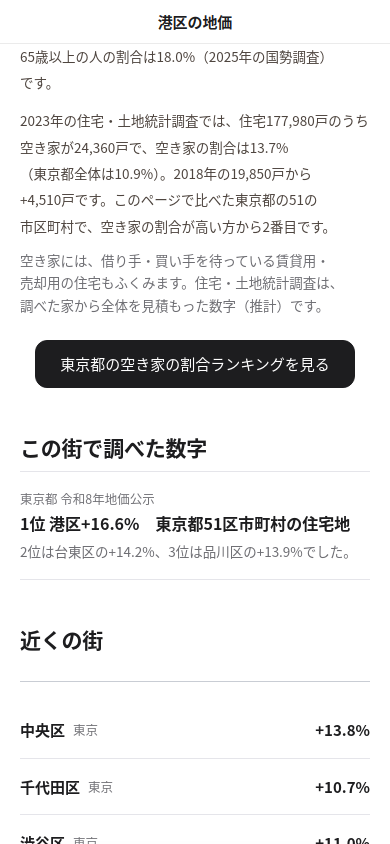 港区の地価
65歳以上の人の割合は18.0%（2025年の国勢調査）
です。
2023年の住宅・土地統計調査では、住宅177,980戸のうち
空き家が24,360戸で、空き家の割合は13.7%
（東京都全体は10.9%）。2018年の19,850戸から
+4,510戸です。このページで比べた東京都の51の
市区町村で、空き家の割合が高い方から2番目です。
空き家には、借り手・買い手を待っている賃貸用・
売却用の住宅もふくみます。住宅・土地統計調査は、
調べた家から全体を見積もった数字（推計）です。
東京都の空き家の割合ランキングを見る
この街で調べた数字
東京都 令和8年地価公示
1位 港区+16.6%　東京都51区市町村の住宅地
2位は台東区の+14.2%、3位は品川区の+13.9%でした。
近くの街
中央区 東京 +13.8%
千代田区 東京 +10.7%
渋谷区 東京 +11.0%